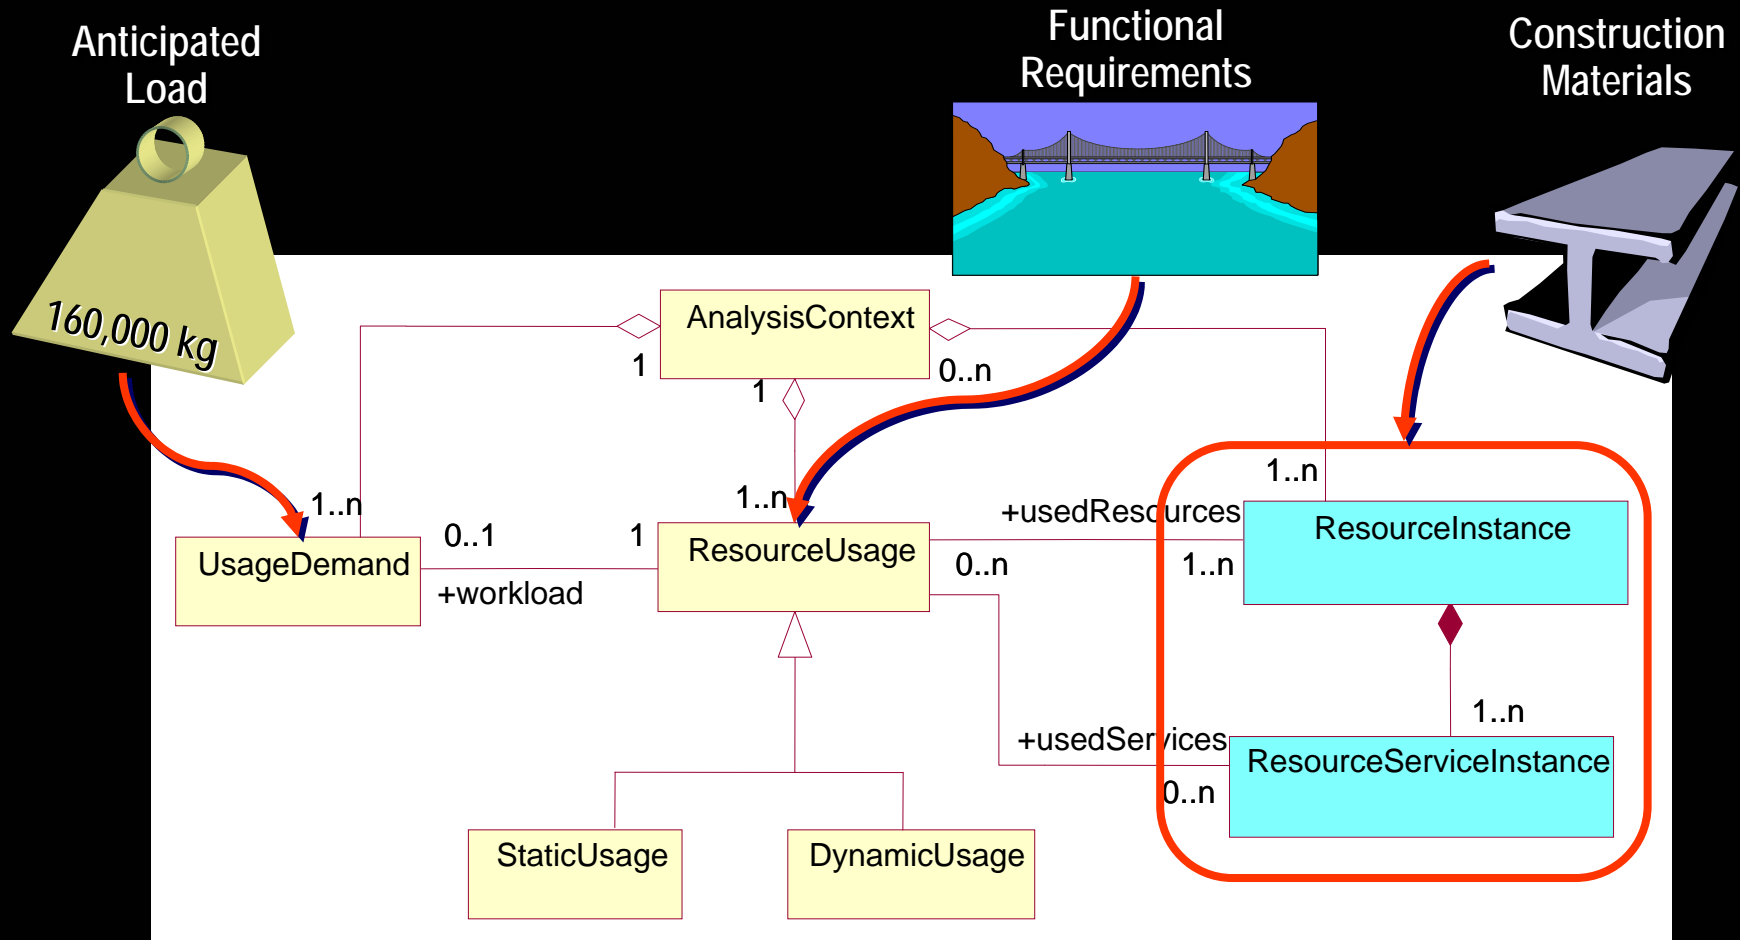 Anticipated
Load
Functional
Requirements
Construction
Materials
160,000 kg
AnalysisContext
1
1
0..n
1..n
1..n
1..n
UsageDemand
0..1
+workload
1
ResourceUsage
+usedResources
0..n
1..n
ResourceInstance
1..n
+usedServices
0..n
ResourceServiceInstance
StaticUsage
DynamicUsage